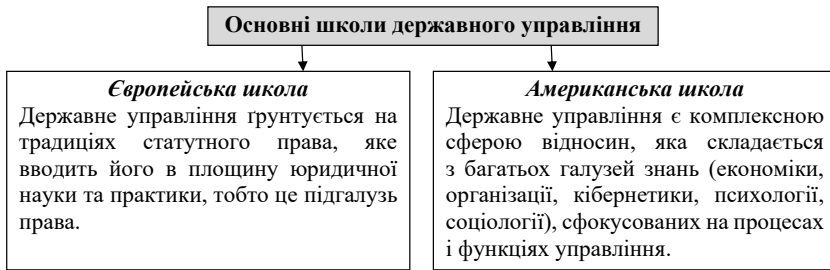 Основні школи державного управління
Європейська школа
Державне управління ґрунтується на
традиціях статутного права, яке
вводить його в площину юридичної
науки та практики, тобто це підгалузь
права.
Американська школа
Державне управління є комплексною
сферою відносин, яка складається
з багатьох галузей знань (економіки,
організації, кібернетики, психології,
соціології), сфокусованих на процесах
і функціях управління.